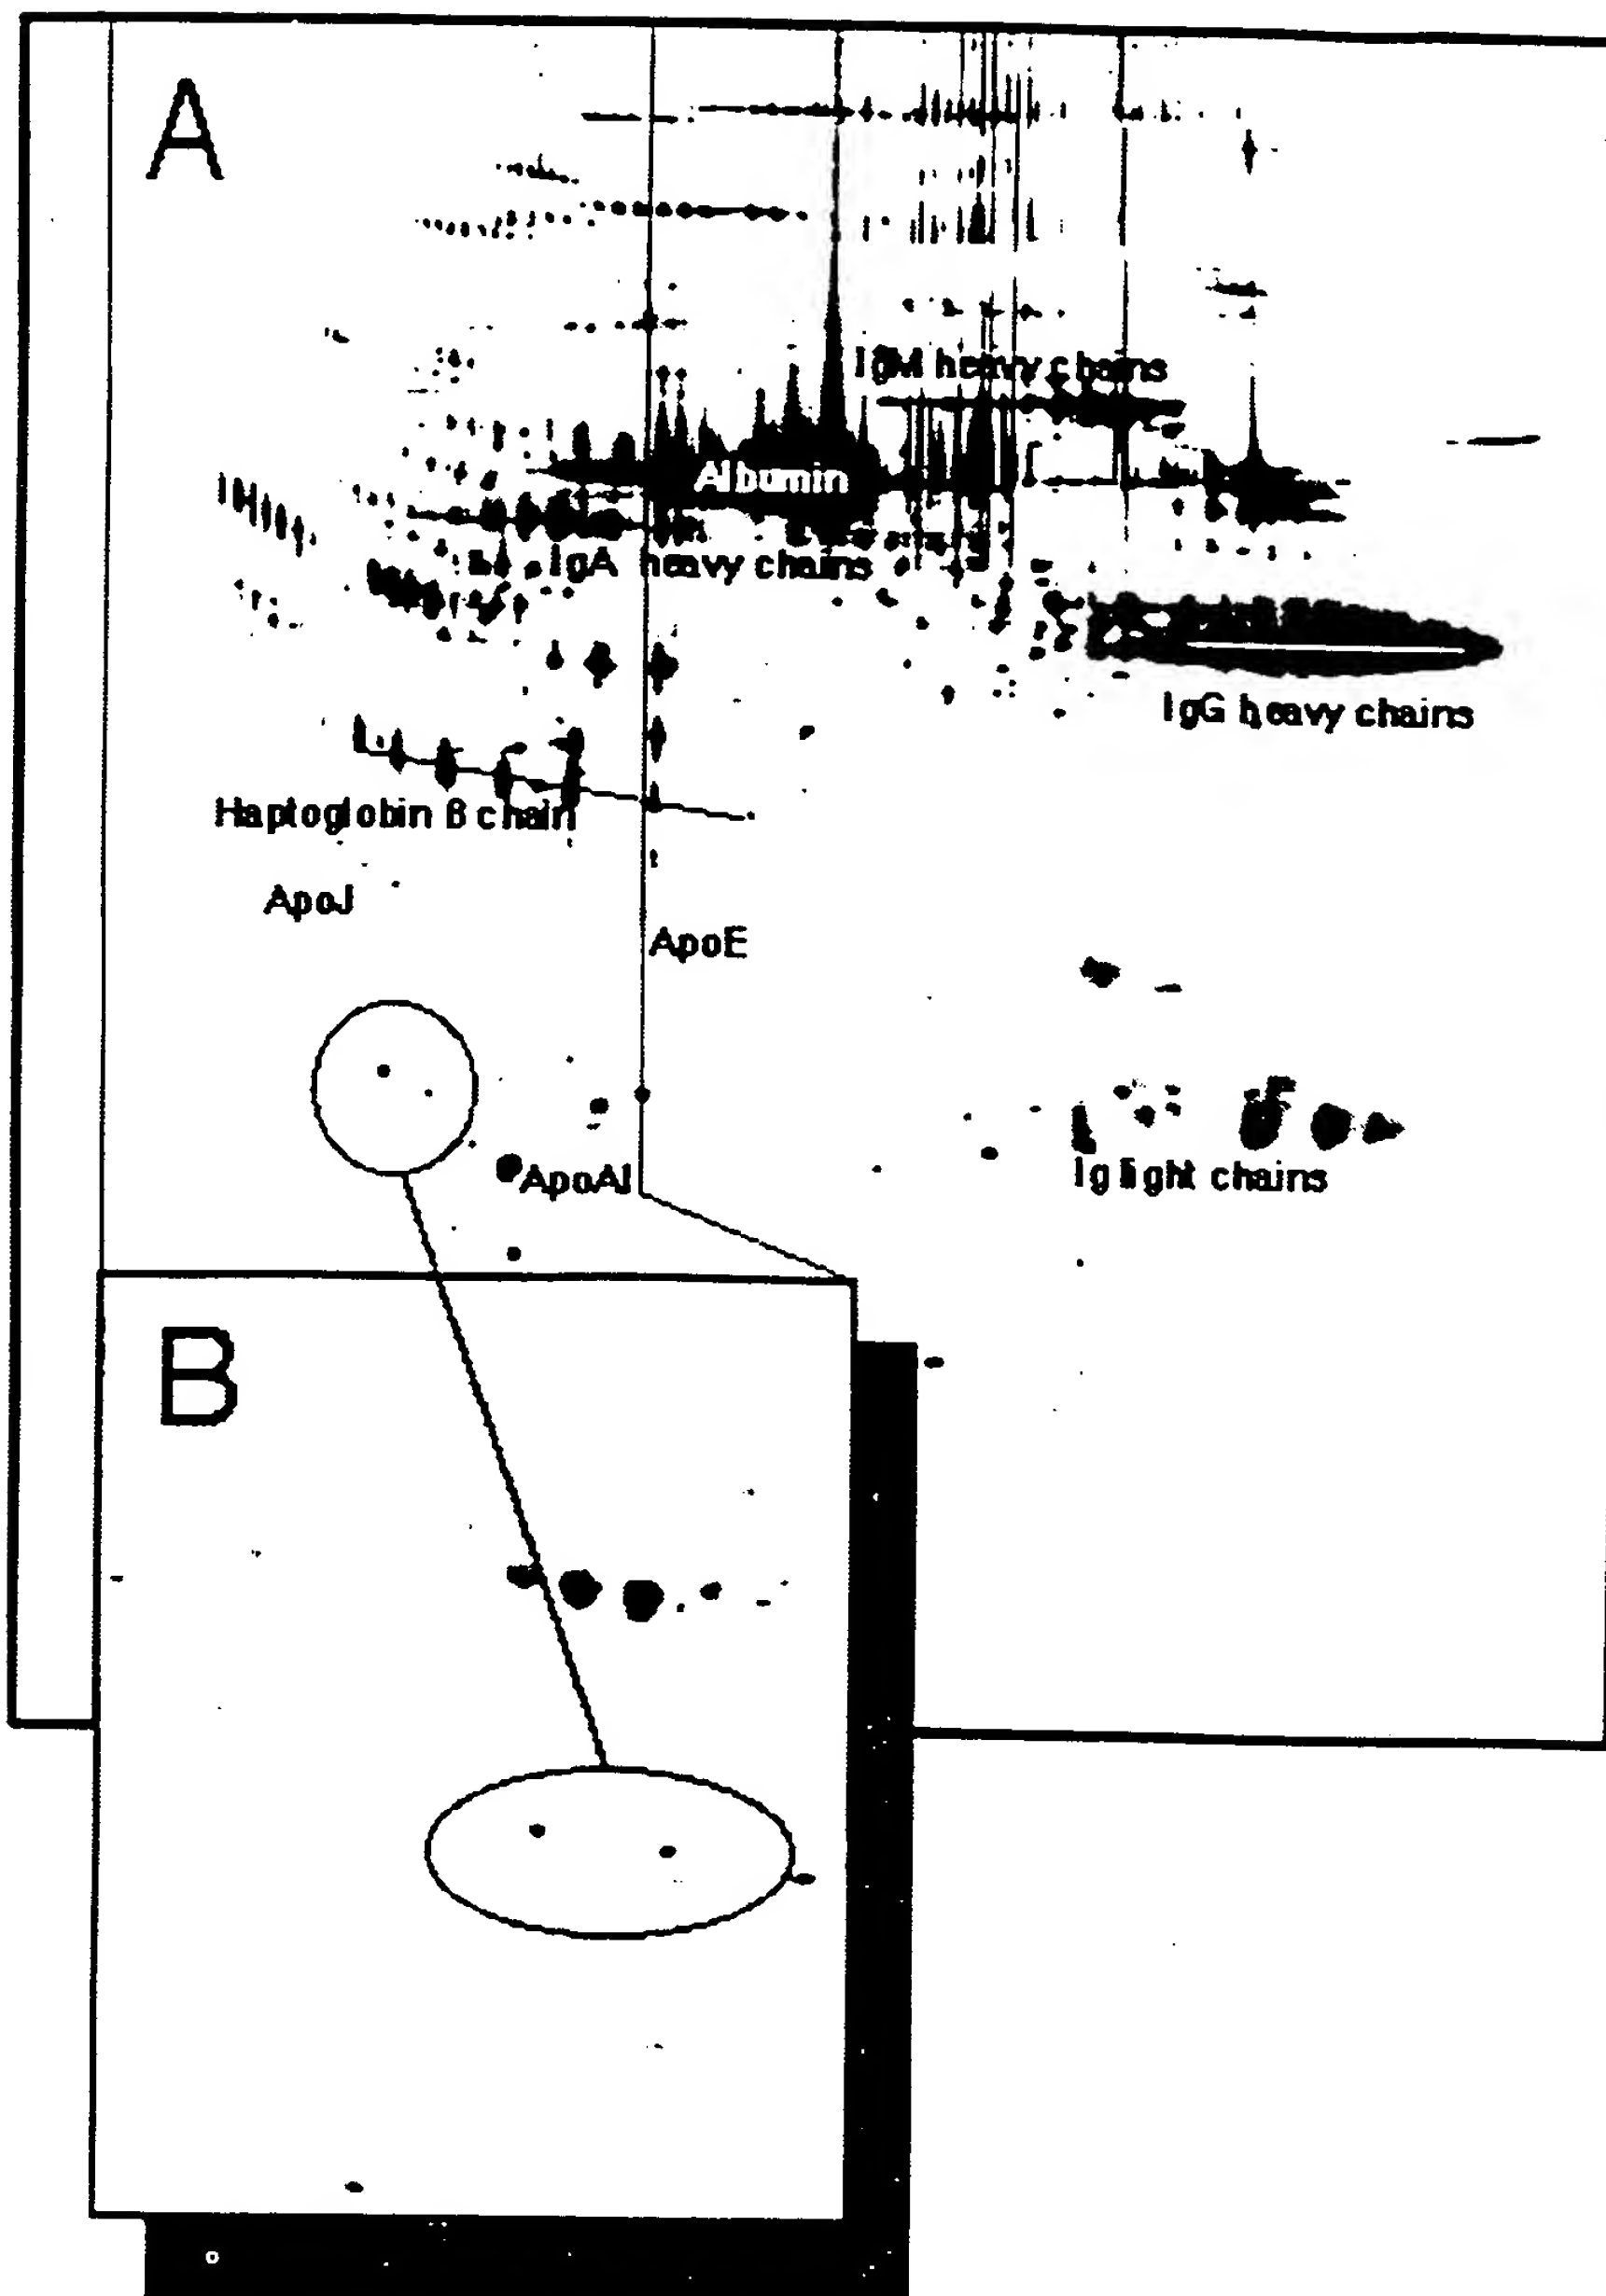 A
IgM heavy chains
Albumin
IgA heavy chains
IgG heavy chains
Haptoglobin β chain
ApoJ
ApoE
ApoAI
Ig light chains
B